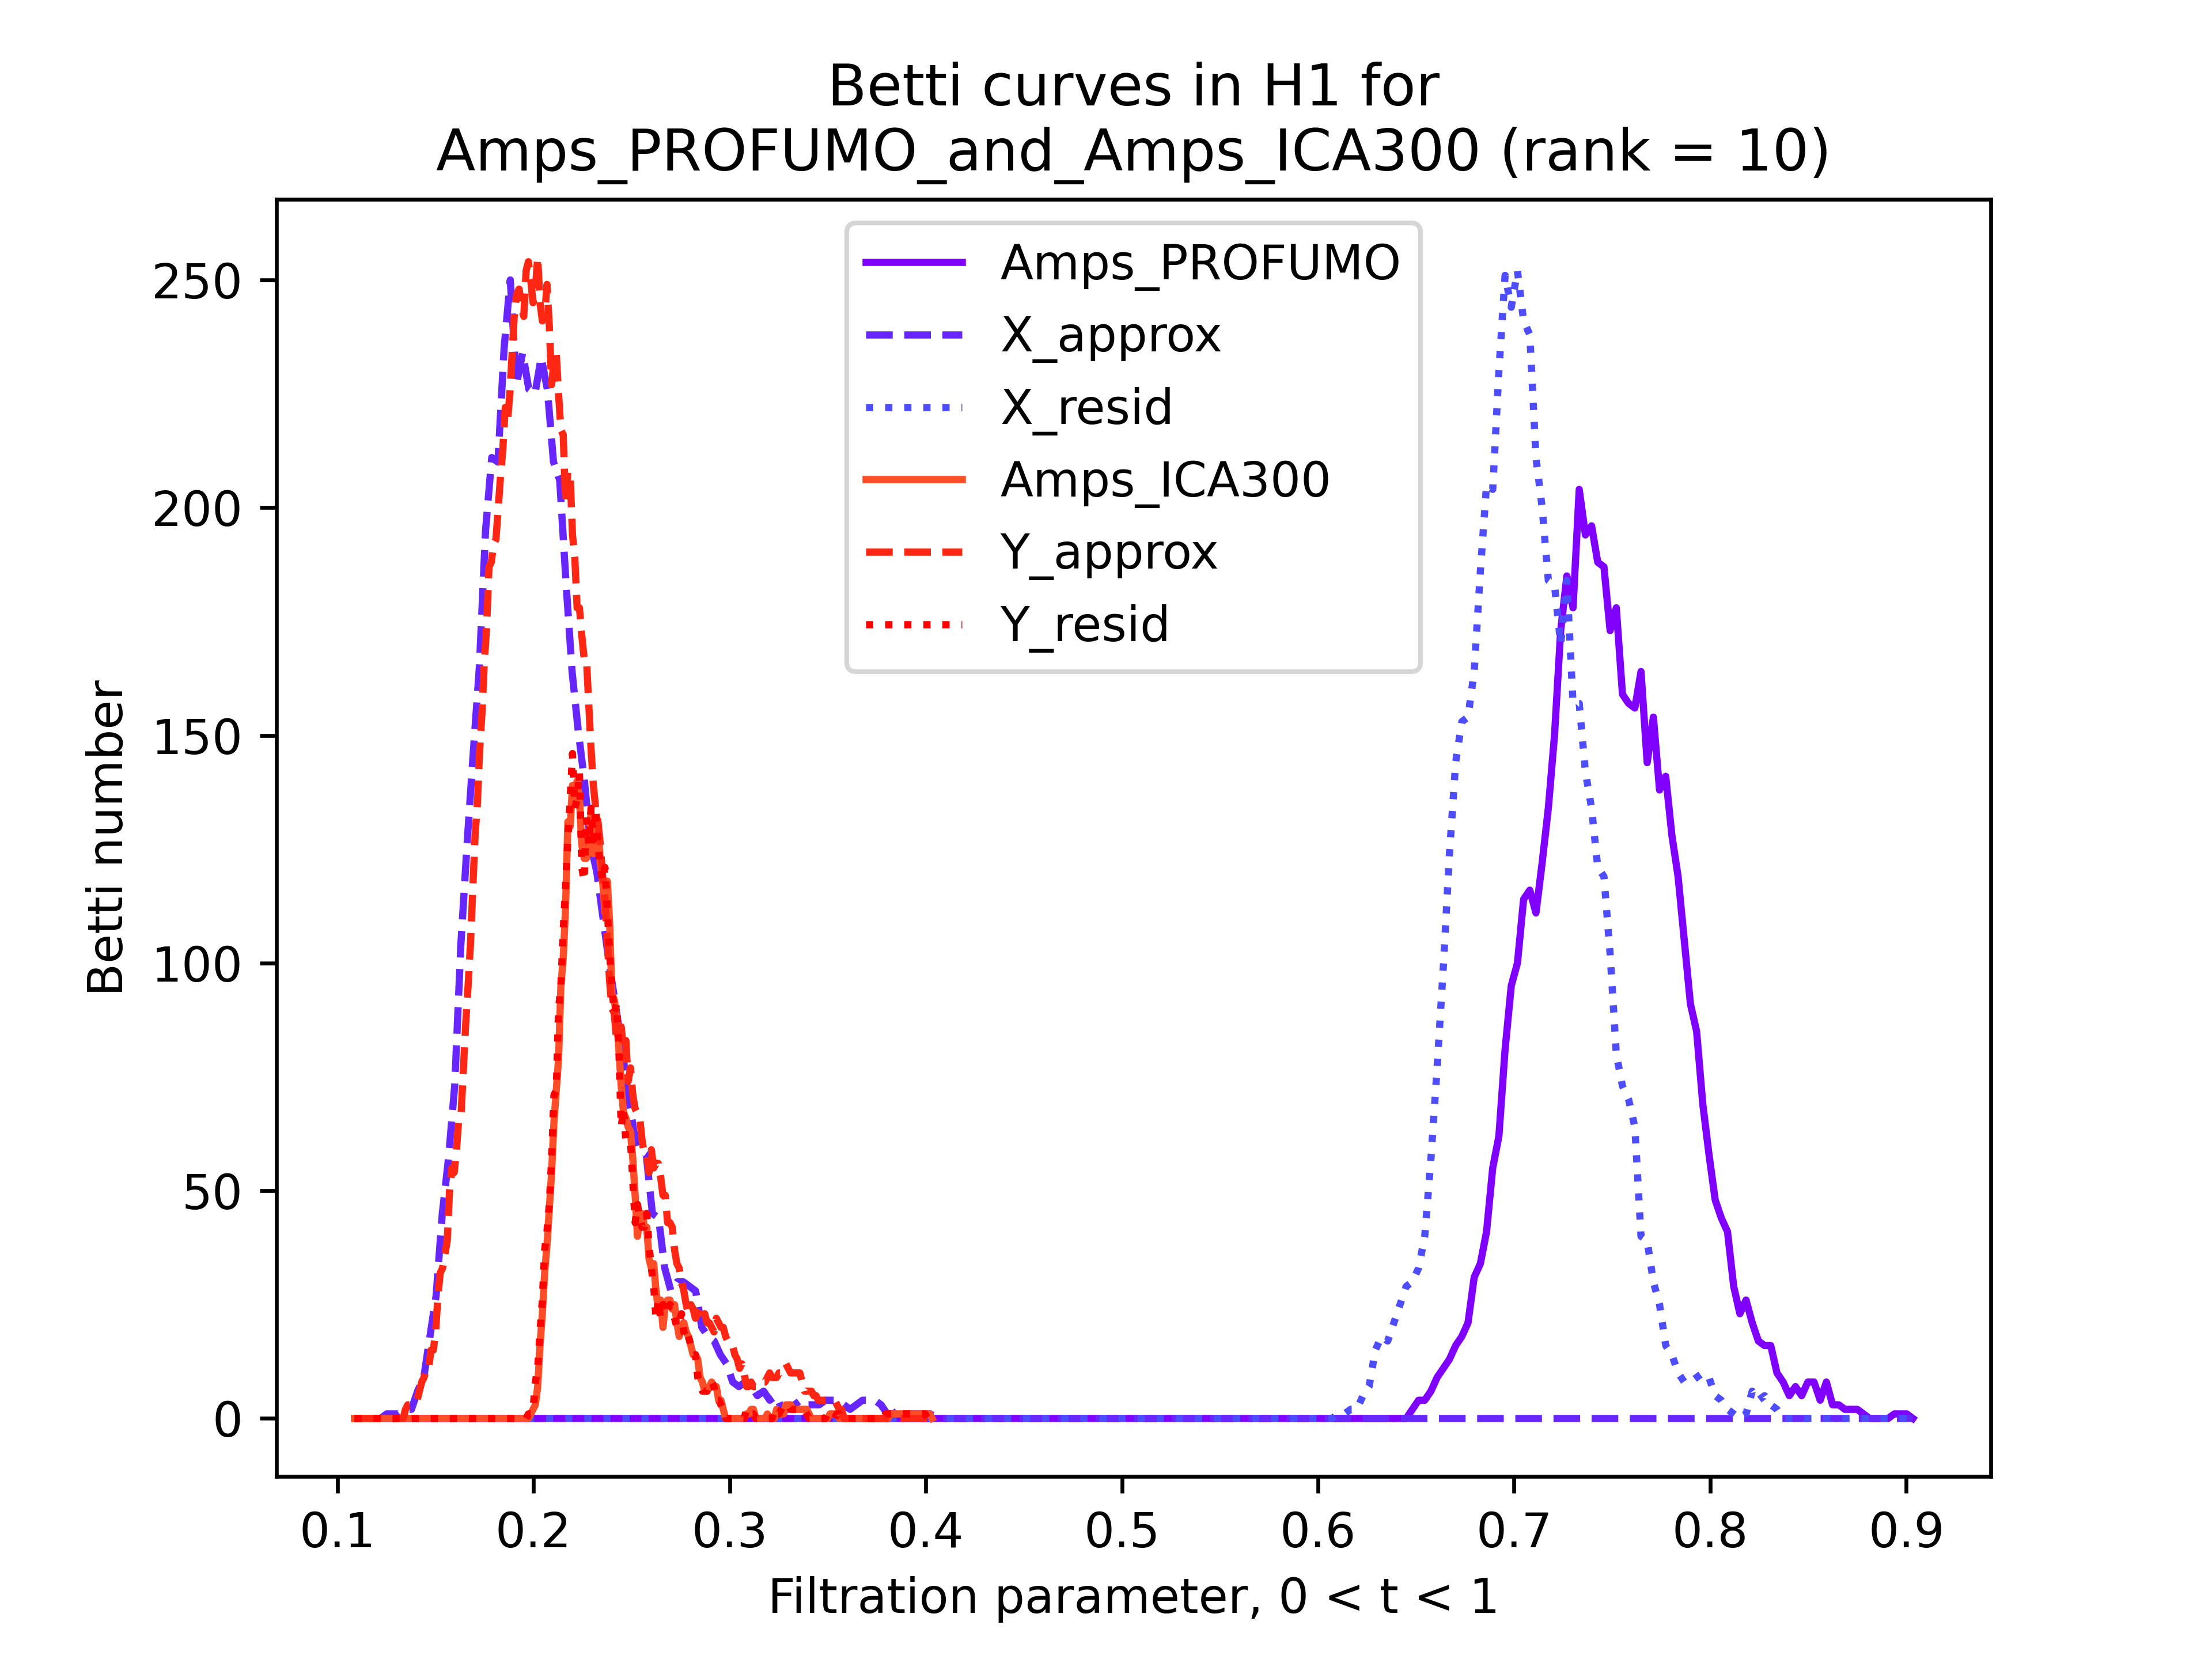 Betti curves in H1 for
Amps_PROFUMO_and_Amps_ICA300 (rank = 10)
Amps_PROFUMO
X_approx
X_resid
Amps_ICA300
Y_approx
Y_resid
Betti number
250
200
150
100
50
0
0.1 0.2 0.3 0.4 0.5 0.6 0.7 0.8 0.9
Filtration parameter, 0 < t < 1